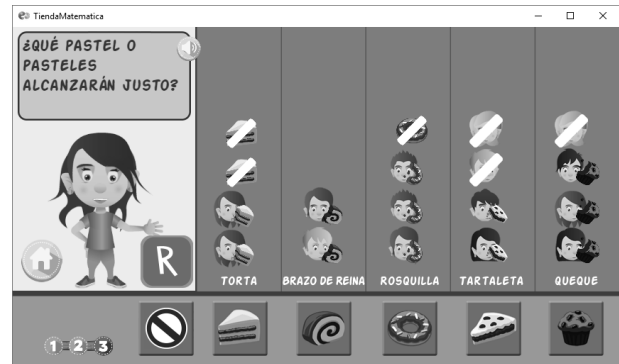 TiendaMatematica
¿QUÉ PASTEL O
PASTELES
ALCANZARÁN JUSTO?
R
TORTA
BRAZO DE REINA
ROSQUILLA
TARTALETA
QUEQUE
1 2 3